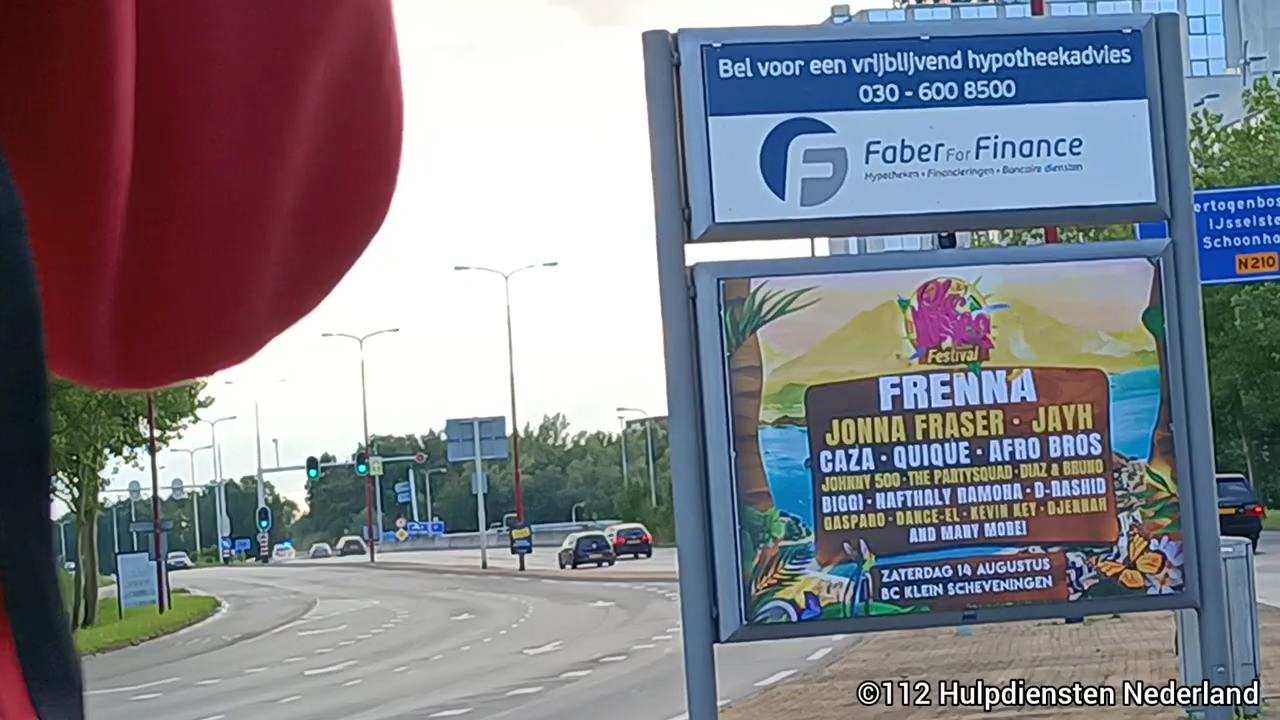 Bel voor een vrijblijvend hypotheekadvies
030 - 600 8500
Faber For Finance
Hypotheken • Financieringen • Bancaire diensten
ertogenbos
IJsselste
Schoonho
N210
Festival
FRENNA
JONNA FRASER · JAYH
CAZA · QUIQUE · AFRO BROS
JOHNNY 500 · THE PARTYSQUAD · DIAZ & BRUNO
BIGGI · NAFTHALY RAMONA · D-RASHID
GASPARO · DANCE-EL · KEVIN KEY · DJENNAH
AND MANY MORE!
ZATERDAG 14 AUGUSTUS
BC KLEIN SCHEVENINGEN
©112 Hulpdiensten Nederland